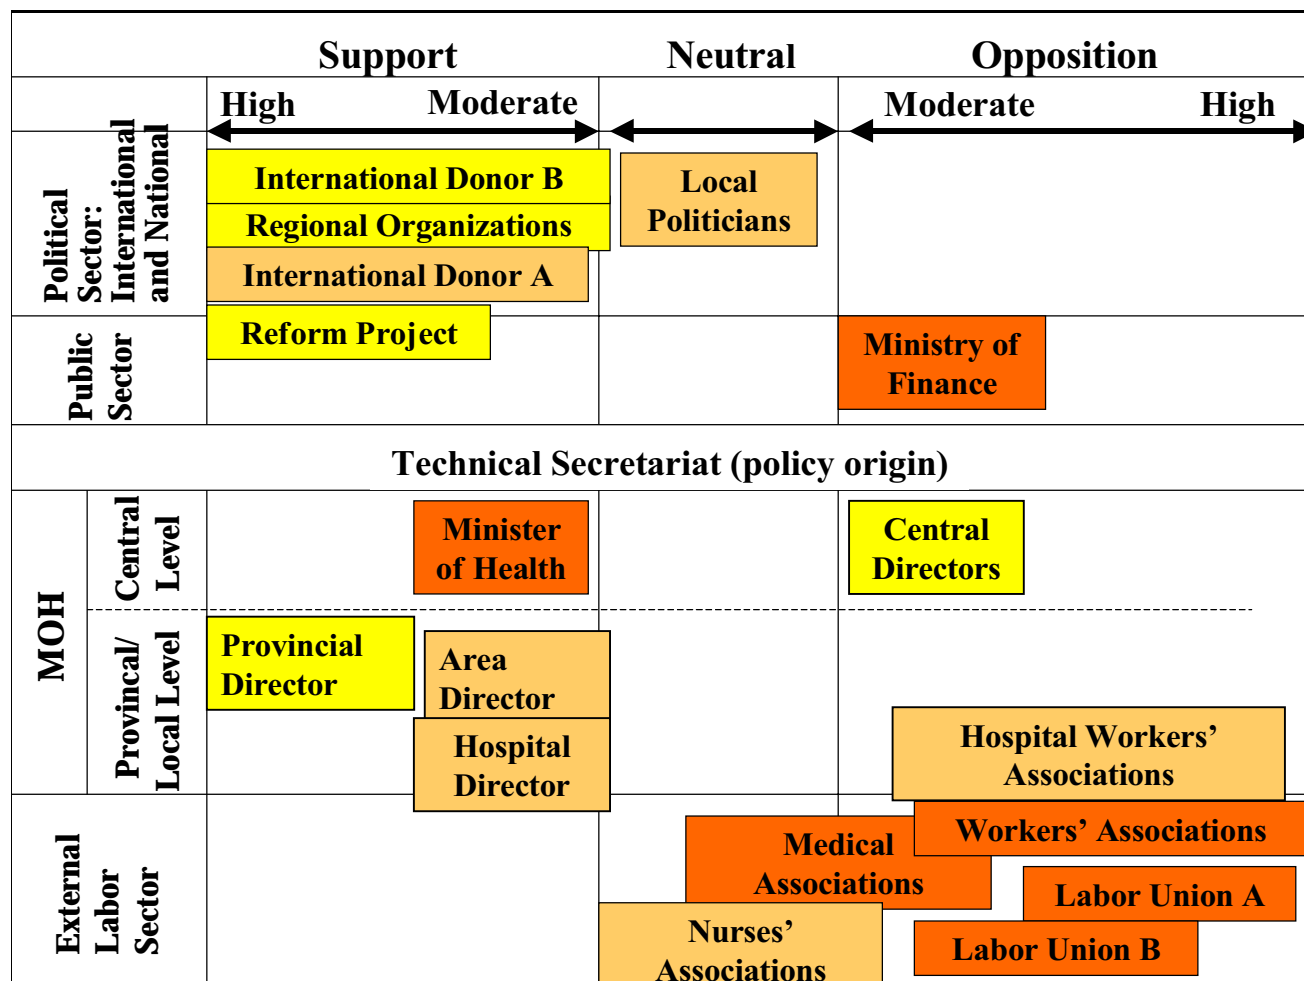 Support
Neutral
Opposition
High
Moderate
Moderate
High
Political
Sector:
International
and National
International Donor B
Regional Organizations
International Donor A
Local
Politicians
Public
Sector
Reform Project
Ministry of
Finance
Technical Secretariat (policy origin)
MOH
Central
Level
Minister
of Health
Central
Directors
Provincal/
Local Level
Provincial
Director
Area
Director
Hospital
Director
Hospital Workers’
Associations
External
Labor
Sector
Workers’ Associations
Medical
Associations
Labor Union A
Nurses’
Associations
Labor Union B